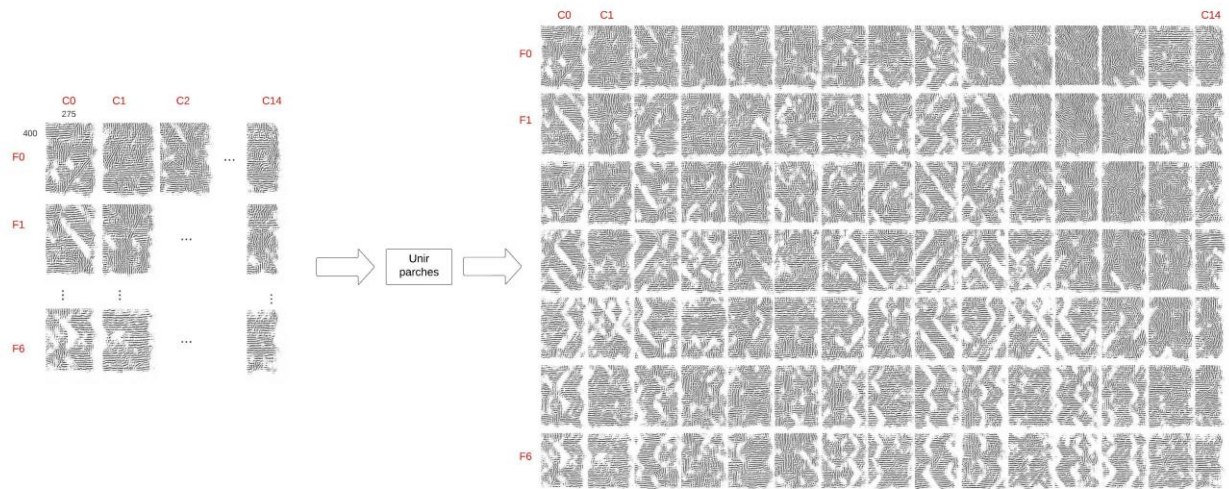 C0 C1 C2 C14
275
400
F0
... 
F1
...
F6
...
Unir
parches
C0 C1 C14
F0
F1
F6